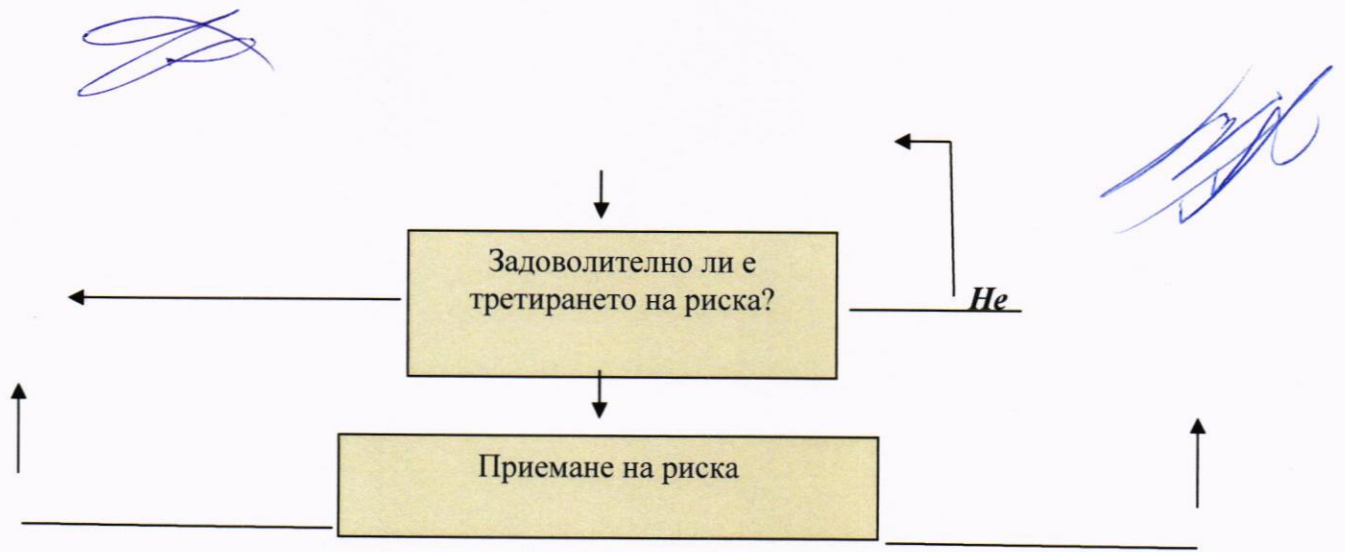 Задоволително ли е
третирането на риска?
Не
Приемане на риска